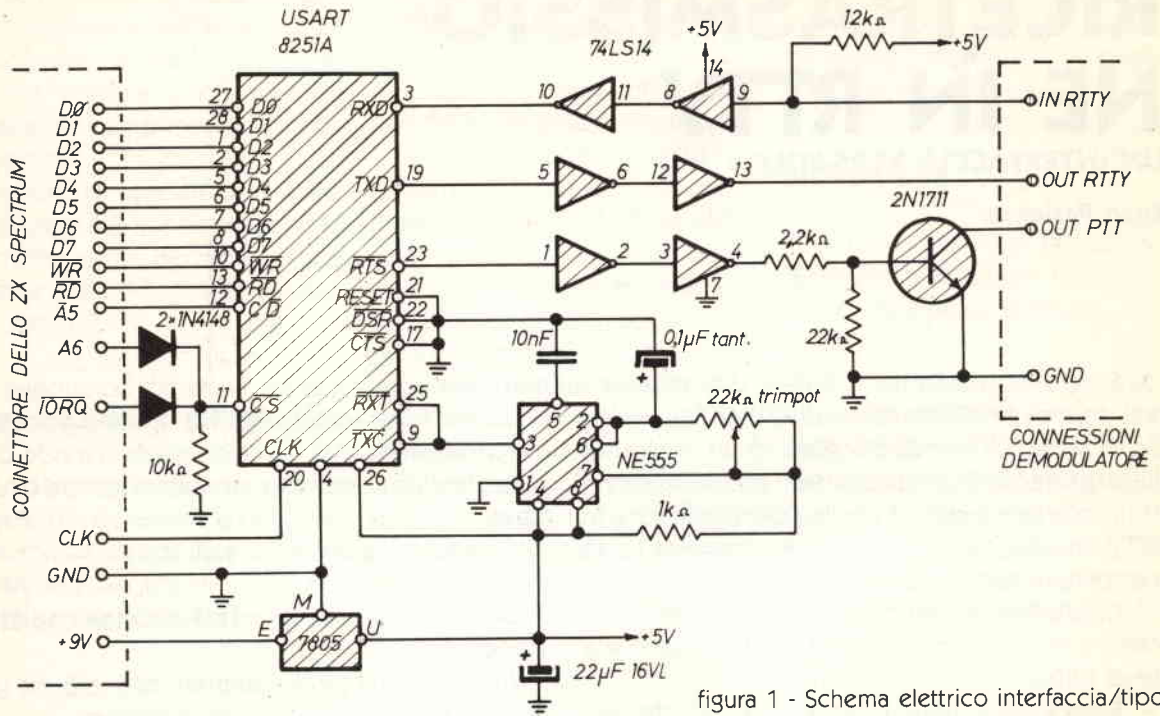 USART
8251A
74LS14
+5V
12kΩ
+5V
14
27 DØ RXD 3
10 11 8 9
IN RTTY
DØ
D1
D2
D3
D4
D5
D6
D7
WR
RD
A5
28 D1
1 D2
2 D3
5 D4
6 D5
7 D6
8 D7
10 WR
13 RD
12 C D
TXD 19
5 6 12 13
OUT RTTY
2N1711
OUT PTT
RTS 23
1 2 3 4
7
2,2kΩ
22kΩ
RESET 21
DSR 22
CTS 17
2×1N4148
A6
IORQ
11 CS
10kΩ
RXT 25
TXC 9
CLK
20 4 26
10nF
0,1µF tant.
+
22kΩ trimpot
5
3
1
2
6
7
4 8
NE555
1kΩ
GND
CONNESSIONI
DEMODULATORE
CONNETTORE DELLO ZX SPECTRUM
CLK
GND
+9V
M
E 7805 U
+5V
+
22µF 16VL
figura 1 - Schema elettrico interfaccia/tipo